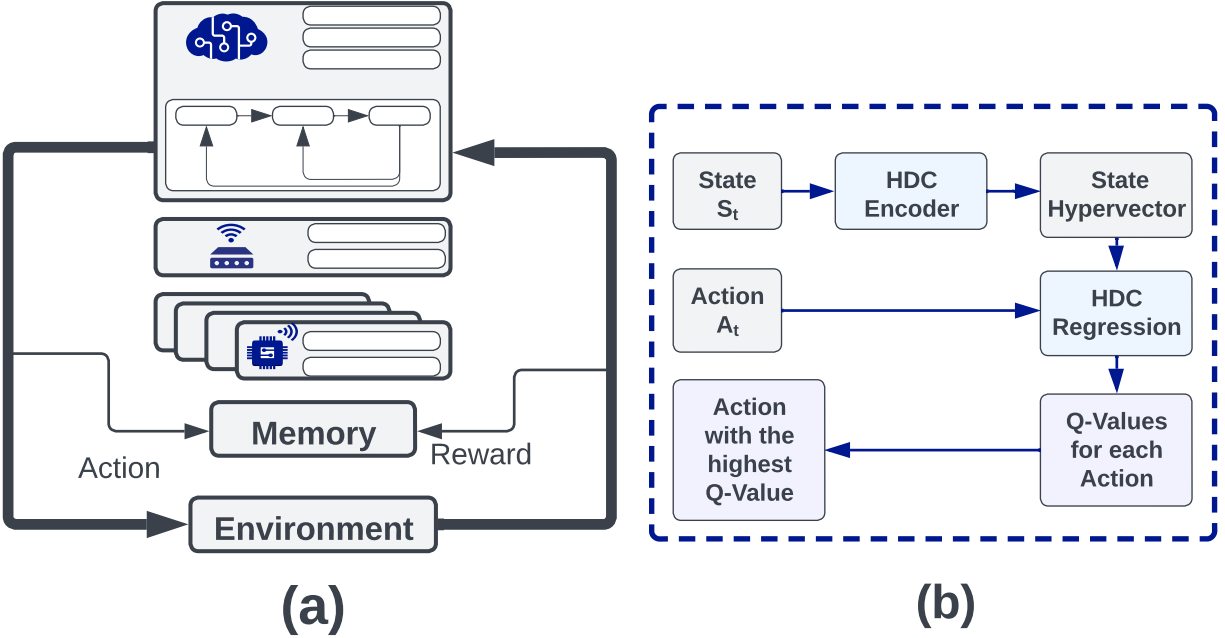 Memory
Action
Reward
Environment
(a)
State
St
HDC
Encoder
State
Hypervector
Action
At
HDC
Regression
Action
with the
highest
Q-Value
Q-Values
for each
Action
(b)